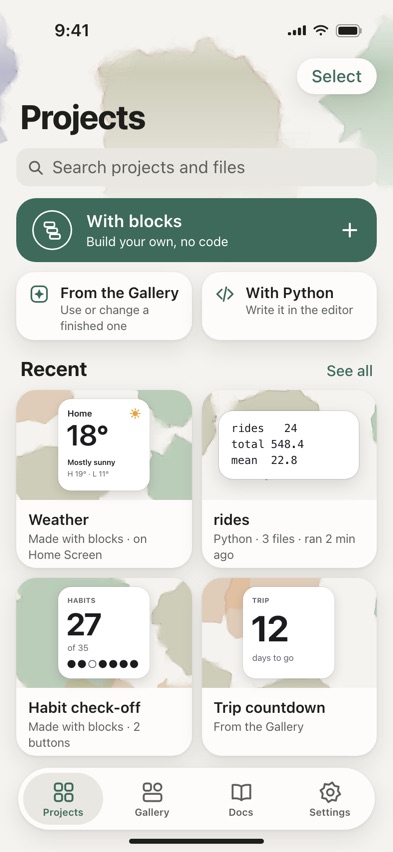 9:41
Select
Projects
Search projects and files
With blocks
Build your own, no code
From the Gallery
Use or change a
finished one
With Python
Write it in the editor
Recent
See all
Home
18°
Mostly sunny
H 19° · L 11°
Weather
Made with blocks · on
Home Screen
rides 24
total 548.4
mean 22.8
rides
Python · 3 files · ran 2 min
ago
HABITS
27
of 35
Habit check-off
Made with blocks · 2
buttons
TRIP
12
days to go
Trip countdown
From the Gallery
Projects
Gallery
Docs
Settings